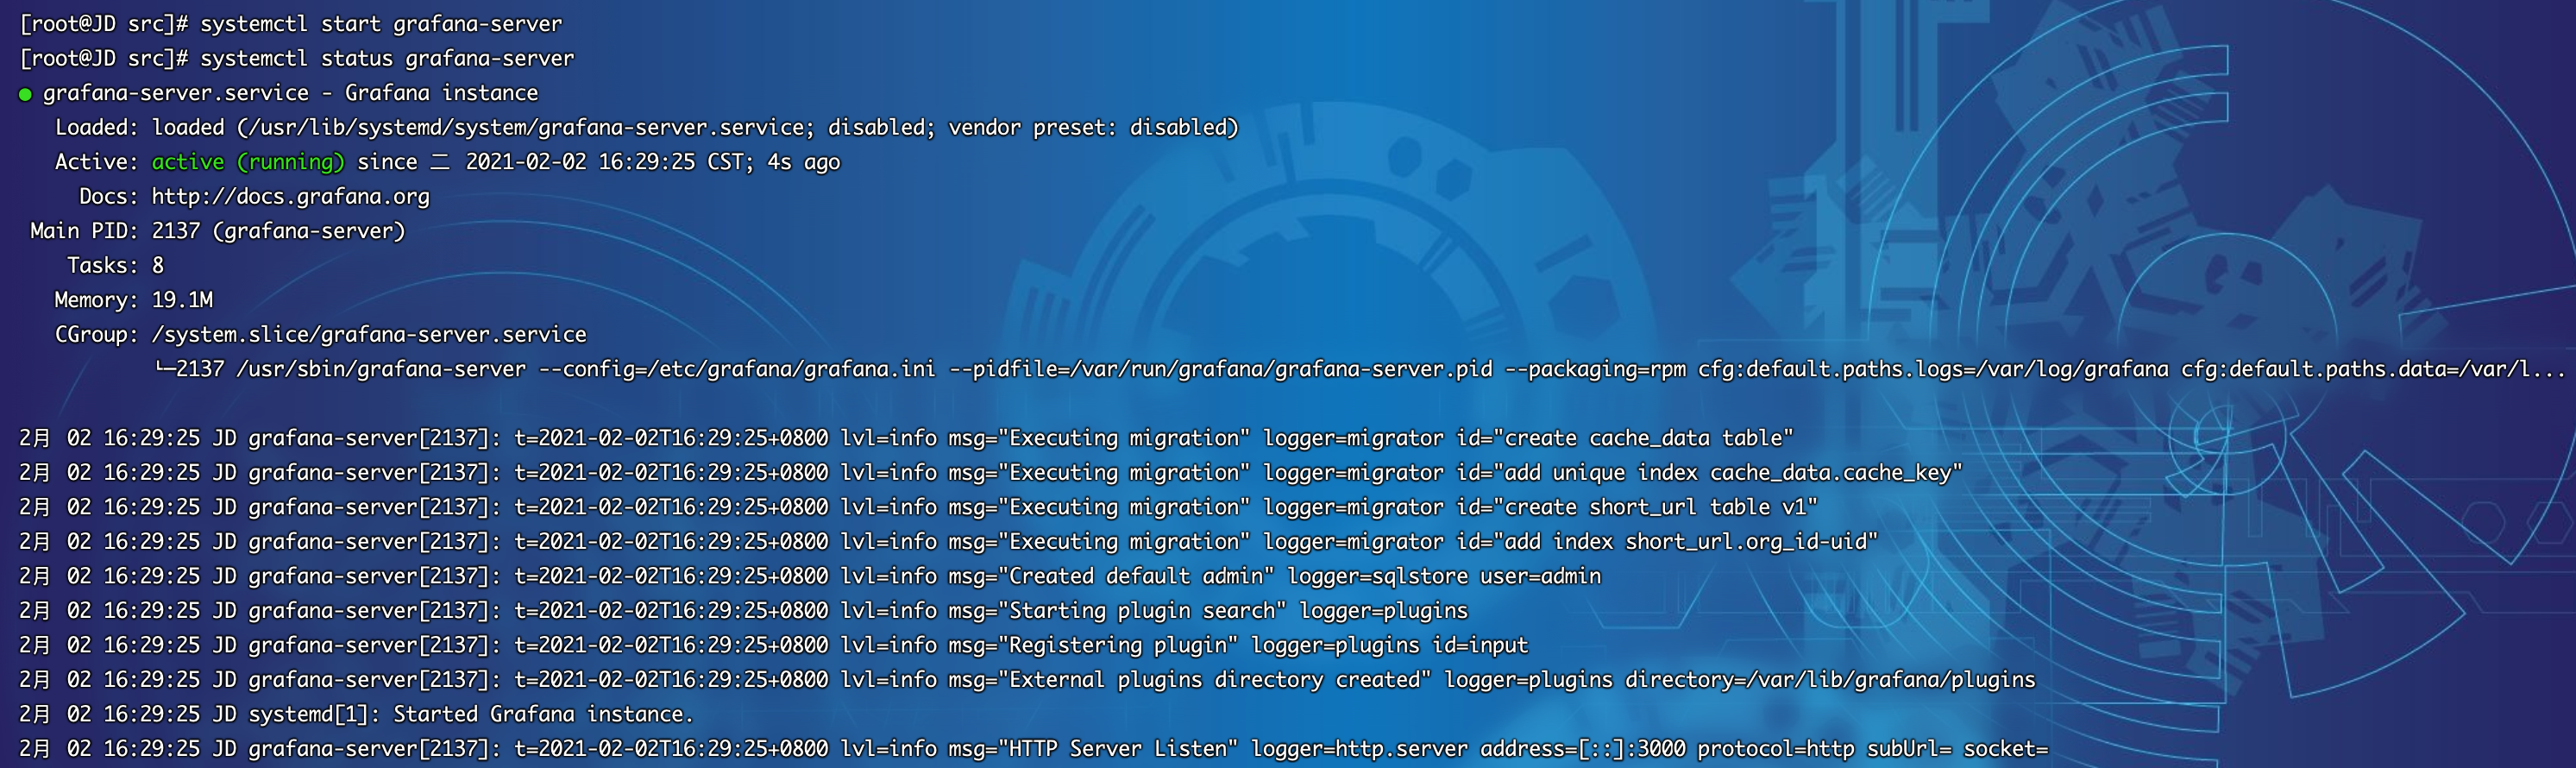 [root@JD src]# systemctl start grafana-server
[root@JD src]# systemctl status grafana-server
● grafana-server.service - Grafana instance
   Loaded: loaded (/usr/lib/systemd/system/grafana-server.service; disabled; vendor preset: disabled)
   Active: active (running) since 二 2021-02-02 16:29:25 CST; 4s ago
     Docs: http://docs.grafana.org
 Main PID: 2137 (grafana-server)
    Tasks: 8
   Memory: 19.1M
   CGroup: /system.slice/grafana-server.service
           └─2137 /usr/sbin/grafana-server --config=/etc/grafana/grafana.ini --pidfile=/var/run/grafana/grafana-server.pid --packaging=rpm cfg:default.paths.logs=/var/log/grafana cfg:default.paths.data=/var/l...
2月 02 16:29:25 JD grafana-server[2137]: t=2021-02-02T16:29:25+0800 lvl=info msg="Executing migration" logger=migrator id="create cache_data table"
2月 02 16:29:25 JD grafana-server[2137]: t=2021-02-02T16:29:25+0800 lvl=info msg="Executing migration" logger=migrator id="add unique index cache_data.cache_key"
2月 02 16:29:25 JD grafana-server[2137]: t=2021-02-02T16:29:25+0800 lvl=info msg="Executing migration" logger=migrator id="create short_url table v1"
2月 02 16:29:25 JD grafana-server[2137]: t=2021-02-02T16:29:25+0800 lvl=info msg="Executing migration" logger=migrator id="add index short_url.org_id-uid"
2月 02 16:29:25 JD grafana-server[2137]: t=2021-02-02T16:29:25+0800 lvl=info msg="Created default admin" logger=sqlstore user=admin
2月 02 16:29:25 JD grafana-server[2137]: t=2021-02-02T16:29:25+0800 lvl=info msg="Starting plugin search" logger=plugins
2月 02 16:29:25 JD grafana-server[2137]: t=2021-02-02T16:29:25+0800 lvl=info msg="Registering plugin" logger=plugins id=input
2月 02 16:29:25 JD grafana-server[2137]: t=2021-02-02T16:29:25+0800 lvl=info msg="External plugins directory created" logger=plugins directory=/var/lib/grafana/plugins
2月 02 16:29:25 JD systemd[1]: Started Grafana instance.
2月 02 16:29:25 JD grafana-server[2137]: t=2021-02-02T16:29:25+0800 lvl=info msg="HTTP Server Listen" logger=http.server address=[::]:3000 protocol=http subUrl= socket=